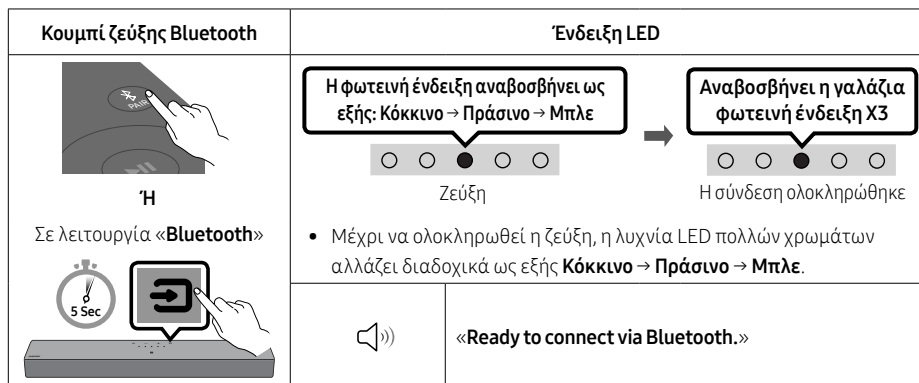 Κουμπί ζεύξης Bluetooth
Ένδειξη LED
PAIR
Ή
Σε λειτουργία «Bluetooth»
5 Sec
Η φωτεινή ένδειξη αναβοσβήνει ως
εξής: Κόκκινο → Πράσινο → Μπλε
Ζεύξη
Αναβοσβήνει η γαλάζια
φωτεινή ένδειξη X3
Η σύνδεση ολοκληρώθηκε
• Μέχρι να ολοκληρωθεί η ζεύξη, η λυχνία LED πολλών χρωμάτων
αλλάζει διαδοχικά ως εξής Κόκκινο → Πράσινο → Μπλε.
«Ready to connect via Bluetooth.»